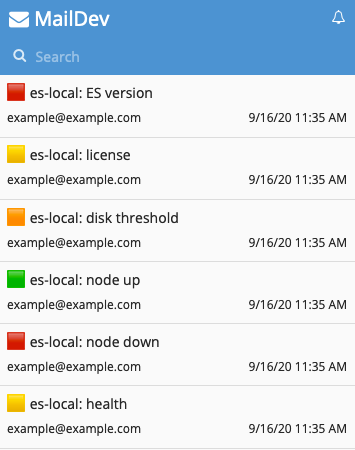 MailDev
Search
es-local: ES version
example@example.com 9/16/20 11:35 AM
es-local: license
example@example.com 9/16/20 11:35 AM
es-local: disk threshold
example@example.com 9/16/20 11:35 AM
es-local: node up
example@example.com 9/16/20 11:35 AM
es-local: node down
example@example.com 9/16/20 11:35 AM
es-local: health
example@example.com 9/16/20 11:35 AM